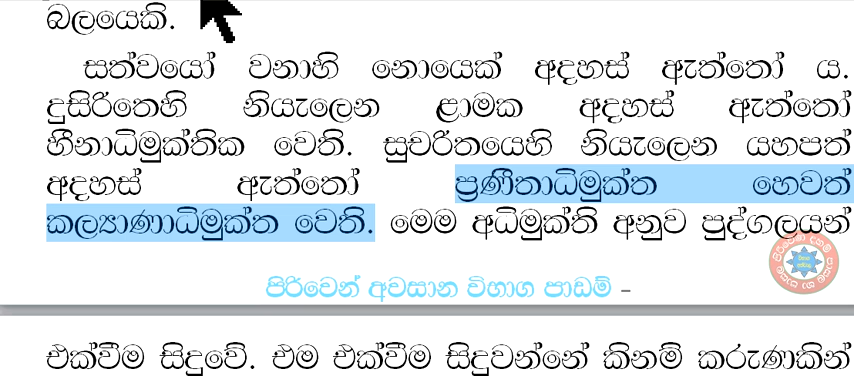 බලයෙකි.
සත්වයෝ වනාහි නොයෙක් අදහස් ඇත්තෝ ය.
දුසිරිතෙහි නියැලෙන ළාමක අදහස් ඇත්තෝ
හීනාධිමුක්තික වෙති. සුචරිතයෙහි නියැලෙන යහපත්
අදහස් ඇත්තෝ ප්‍රණීතාධිමුක්ත හෙවත්
කල්‍යාණාධිමුක්ත වෙති. මෙම අධිමුක්ති අනුව පුද්ගලයන්
පිරිවෙන් අවසාන විභාග පාඩම් -
එක්වීම සිදුවේ. එම එක්වීම සිදුවන්නේ කිනම් කරුණකින්